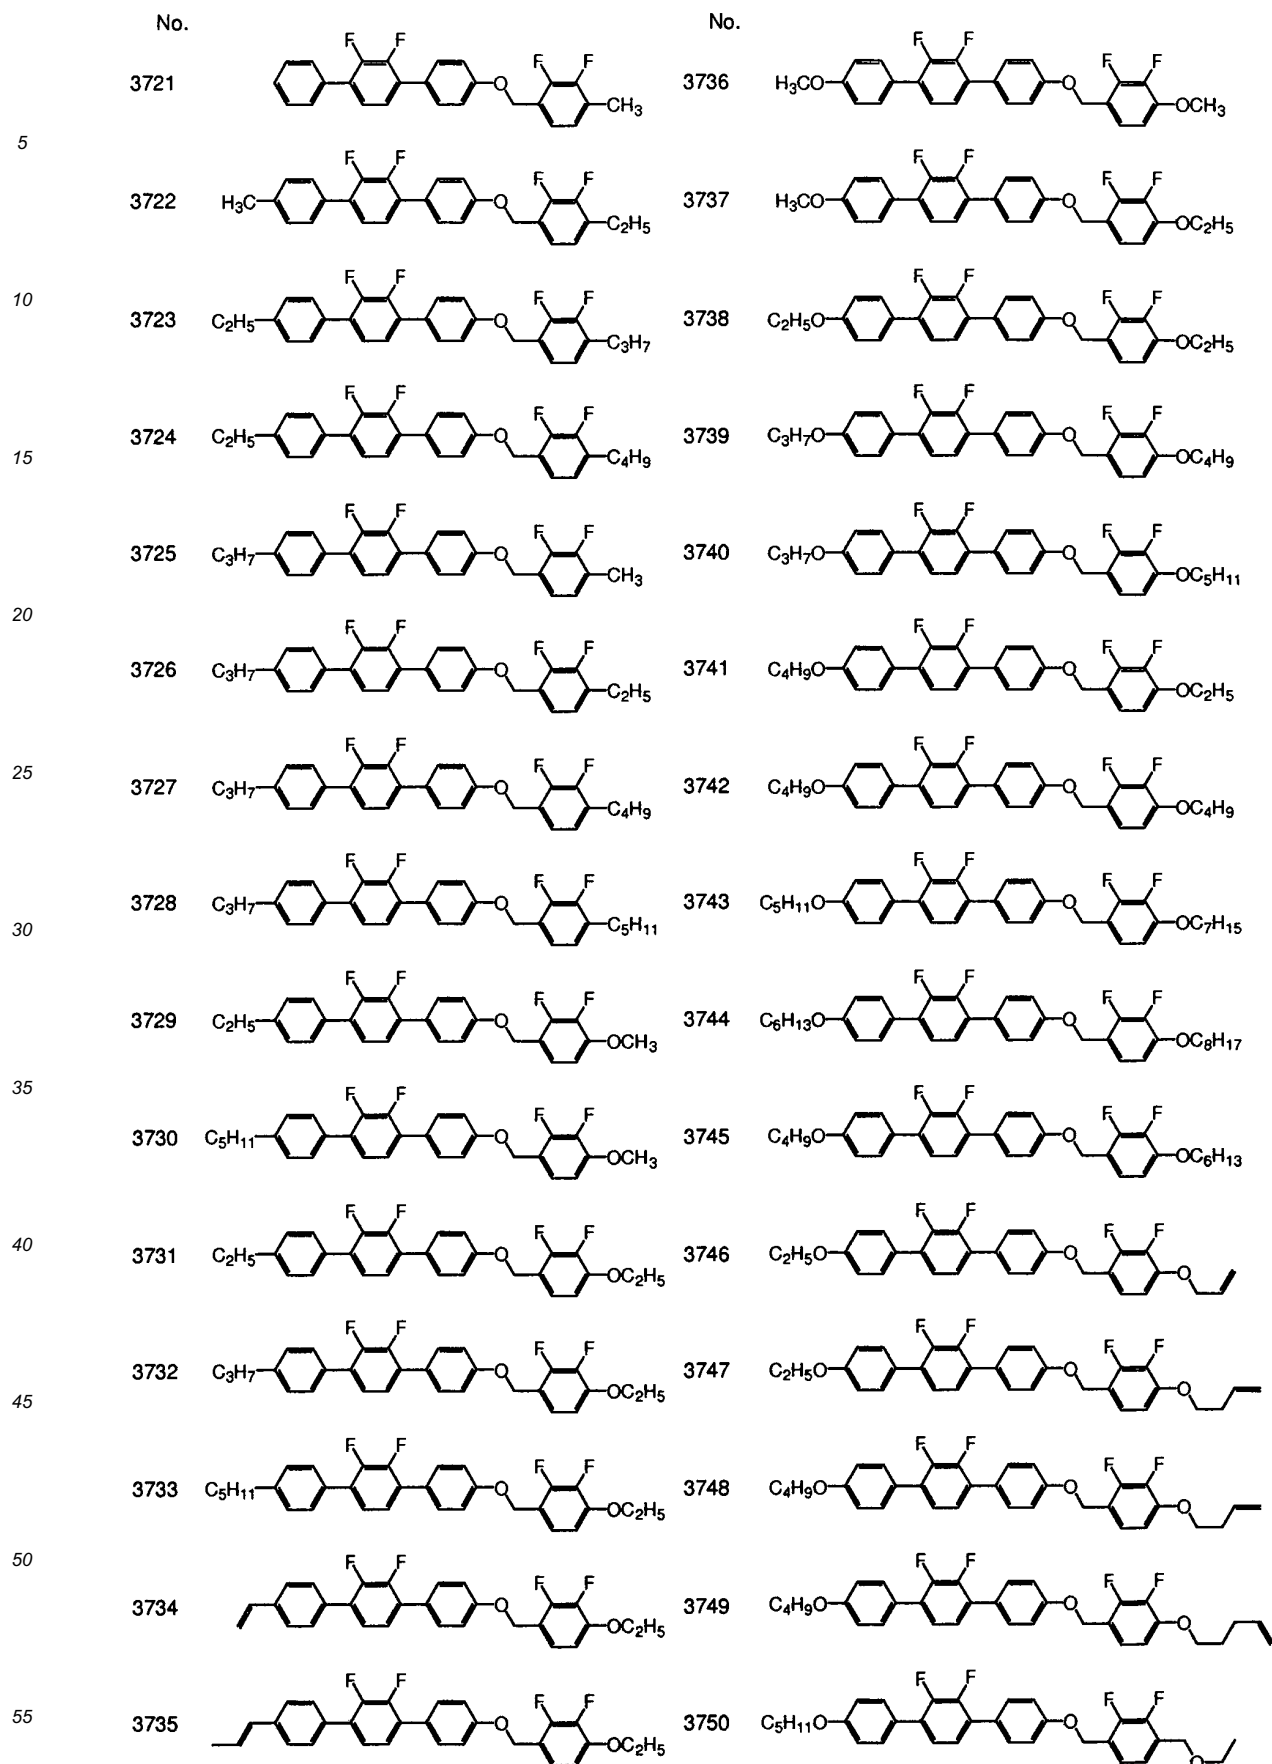 No. No.
3721 F F O F F CH3 3736 H3CO F F O F F OCH3
5
3722 H3C F F O F F C2H5 3737 H3CO F F O F F OC2H5
10
3723 C2H5 F F O F F C3H7 3738 C2H5O F F O F F OC2H5
3724 C2H5 F F O F F C4H9 3739 C3H7O F F O F F OC4H9
15
3725 C3H7 F F O F F CH3 3740 C3H7O F F O F F OC5H11
20
3726 C3H7 F F O F F C2H5 3741 C4H9O F F O F F OC2H5
25
3727 C3H7 F F O F F C4H9 3742 C4H9O F F O F F OC4H9
3728 C3H7 F F O F F C5H11 3743 C5H11O F F O F F OC7H15
30
3729 C2H5 F F O F F OCH3 3744 C6H13O F F O F F OC8H17
35
3730 C5H11 F F O F F OCH3 3745 C4H9O F F O F F OC6H13
40
3731 C2H5 F F O F F OC2H5 3746 C2H5O F F O F F O
3732 C3H7 F F O F F OC2H5 3747 C2H5O F F O F F O
45
3733 C5H11 F F O F F OC2H5 3748 C4H9O F F O F F O
50
3734 F F O F F OC2H5 3749 C4H9O F F O F F O
55
3735 F F O F F OC2H5 3750 C5H11O F F O F F O